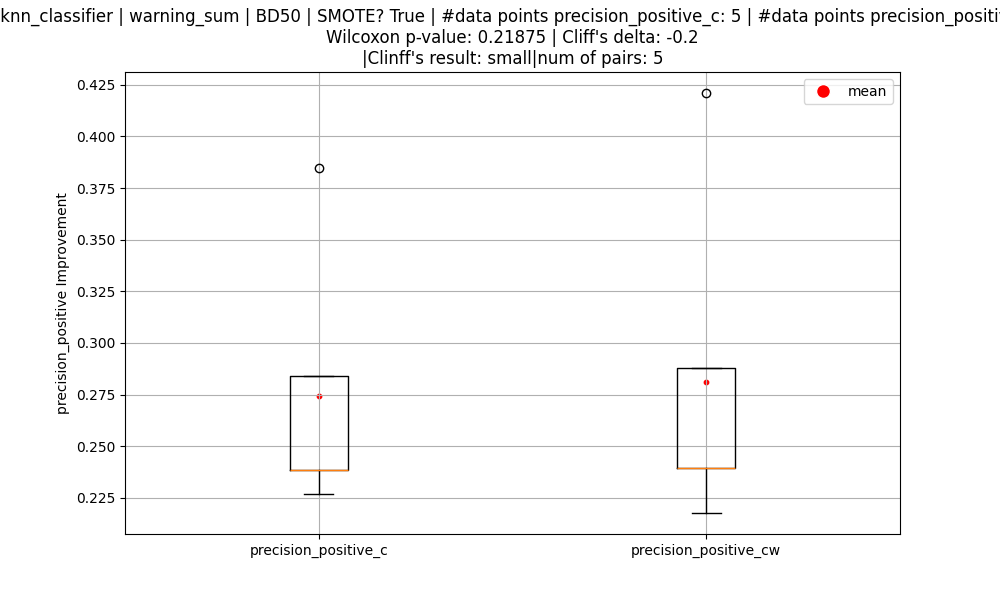 knn_classifier | warning_sum | BD50 | SMOTE? True | #data points precision_positive_c: 5 | #data points
Wilcoxon p-value: 0.21875 | Cliff's delta: -0.2
|Clinff's result: small|num of pairs: 5
mean
0.425
0.400
0.375
0.350
0.325
0.300
0.275
0.250
0.225
precision_positive Improvement
precision_positive_c
precision_positive_cw